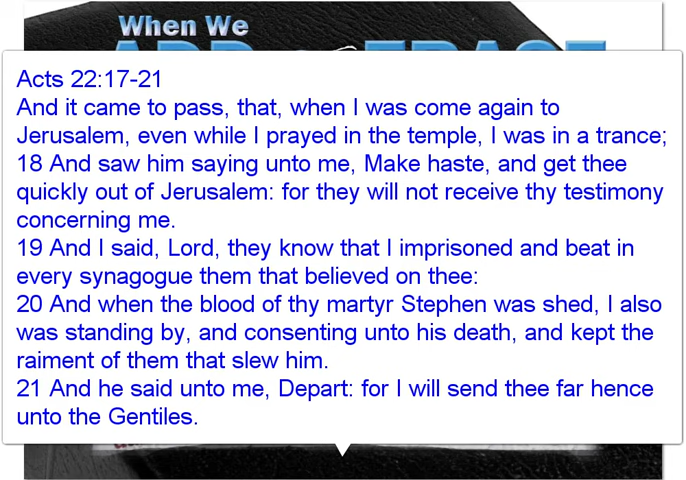 When We
Acts 22:17-21
And it came to pass, that, when I was come again to
Jerusalem, even while I prayed in the temple, I was in a trance;
18 And saw him saying unto me, Make haste, and get thee
quickly out of Jerusalem: for they will not receive thy testimony
concerning me.
19 And I said, Lord, they know that I imprisoned and beat in
every synagogue them that believed on thee:
20 And when the blood of thy martyr Stephen was shed, I also
was standing by, and consenting unto his death, and kept the
raiment of them that slew him.
21 And he said unto me, Depart: for I will send thee far hence
unto the Gentiles.